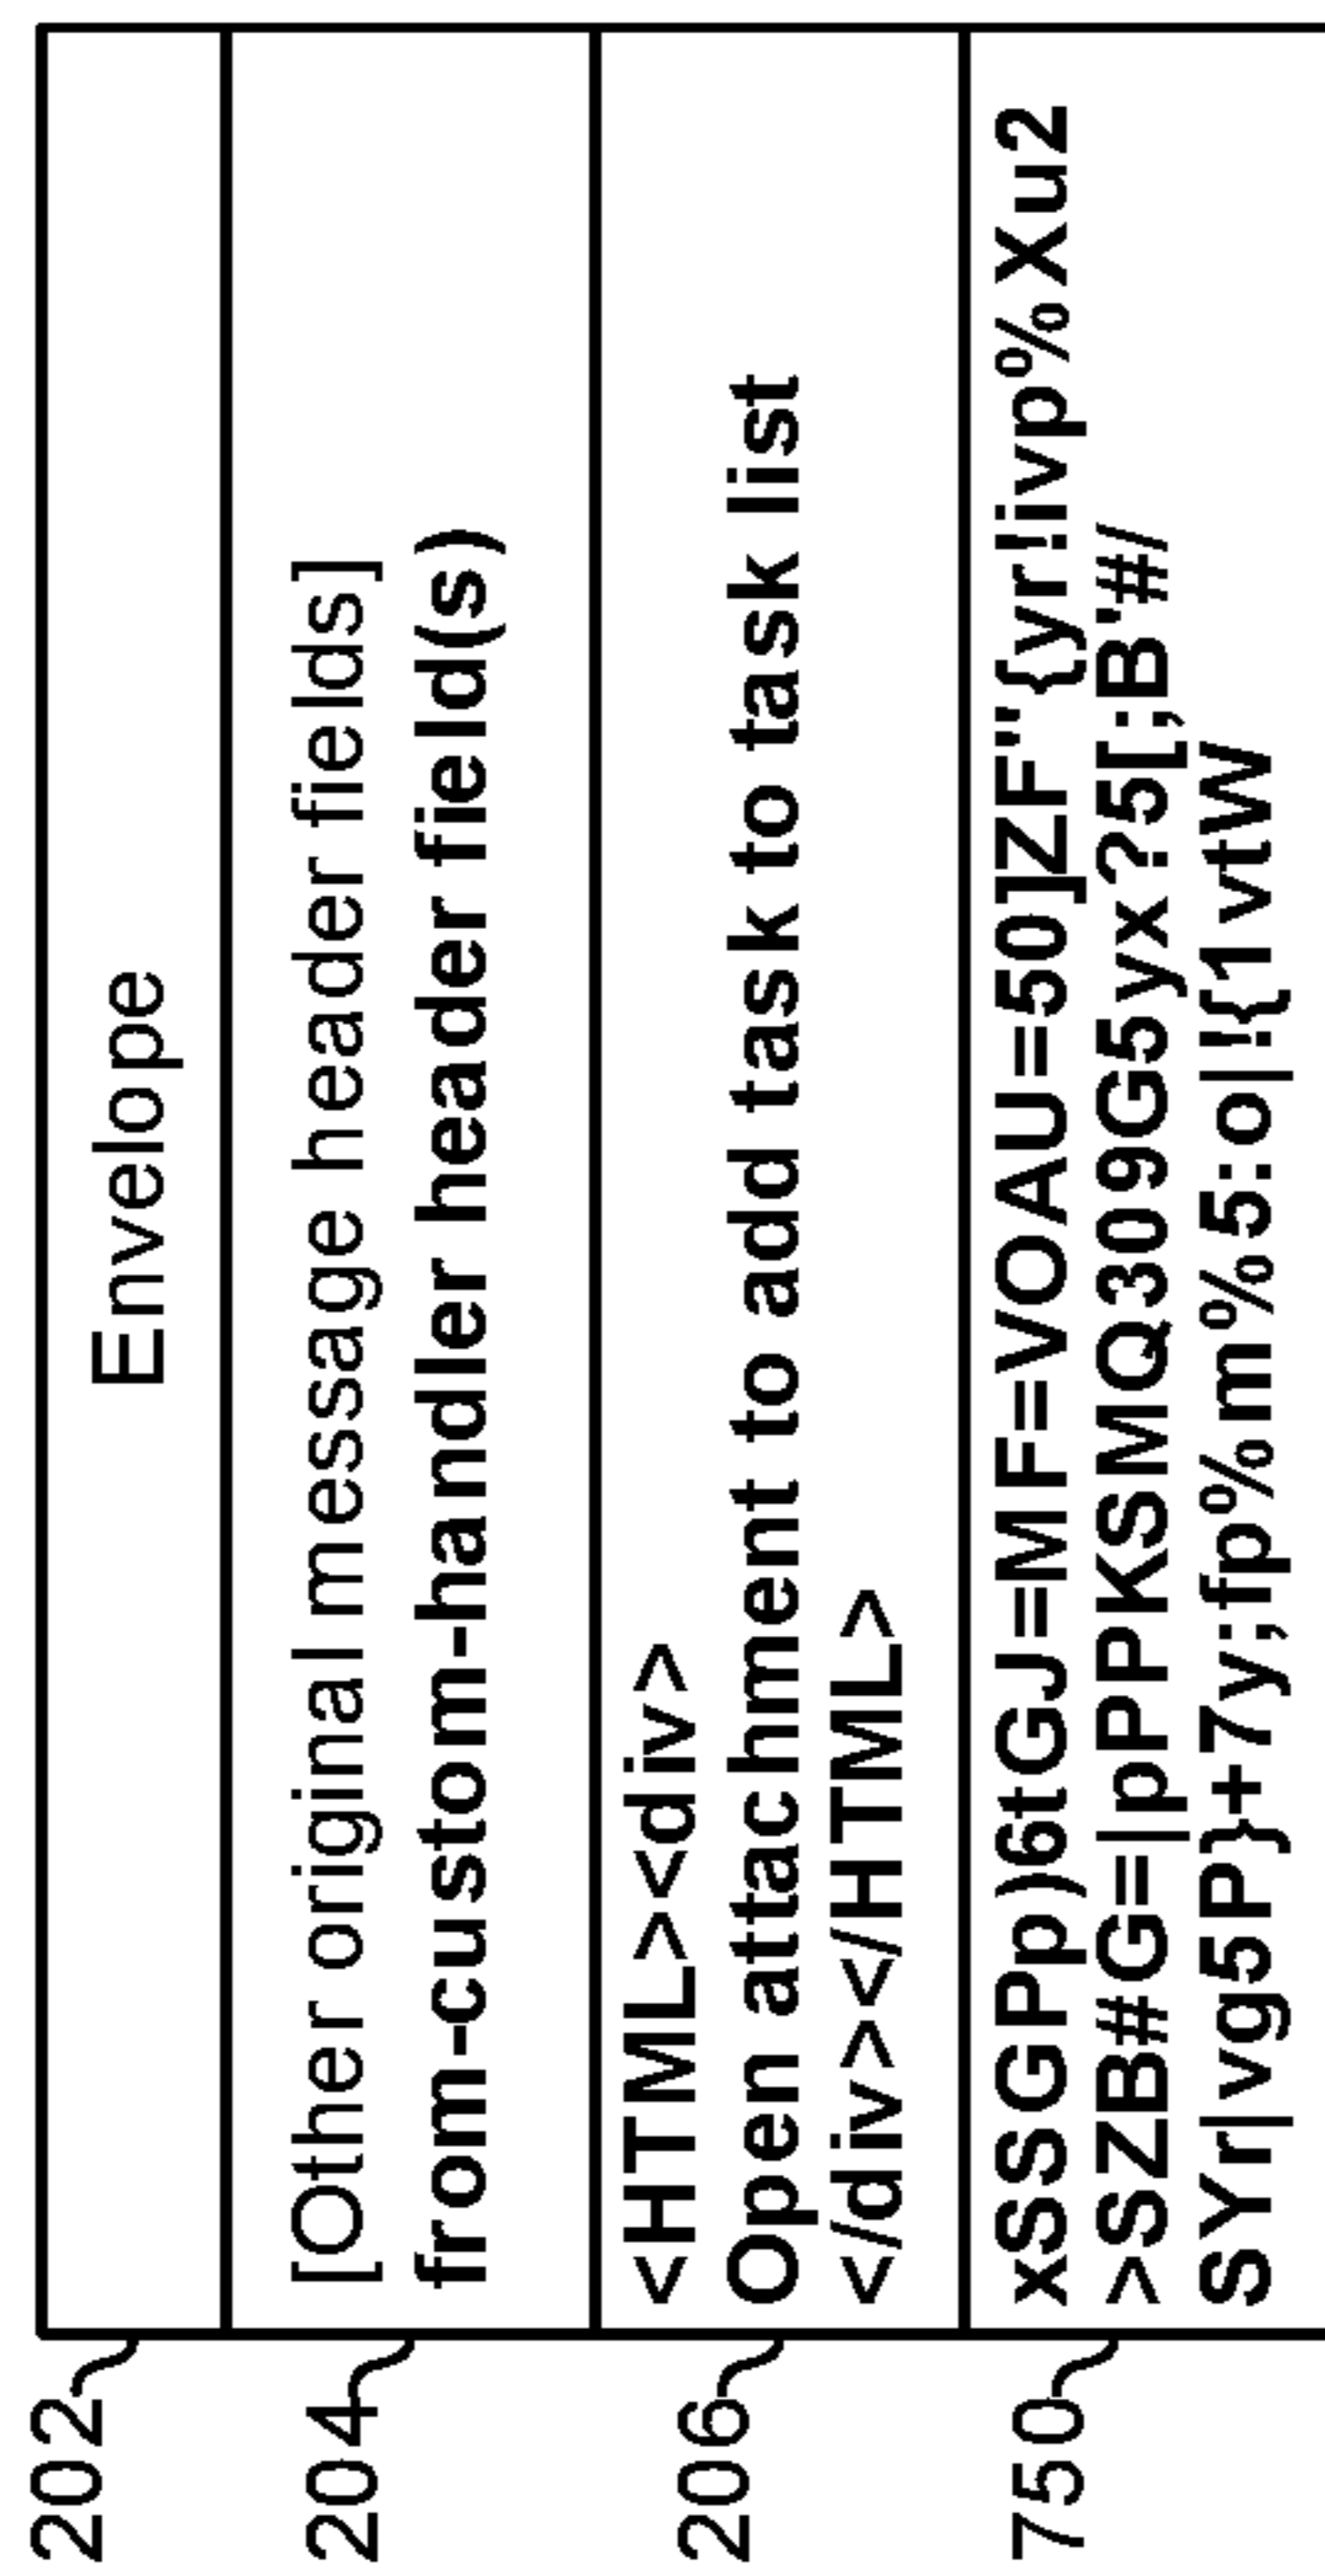 202
Envelope
204
[Other original message header fields]
from-custom-handler header field(s)
206
<HTML><div>
Open attachment to add task to task list
</div></HTML>
750
xSSGPp)6tGJ=MF=VOAU=50]ZF"{yr!ivp%Xu2
>SZB#G=|pPPKSMQ309G5yx?5[;B'#/
SYr|vg5P}+7y;fp%m%5:o|!{1vtW